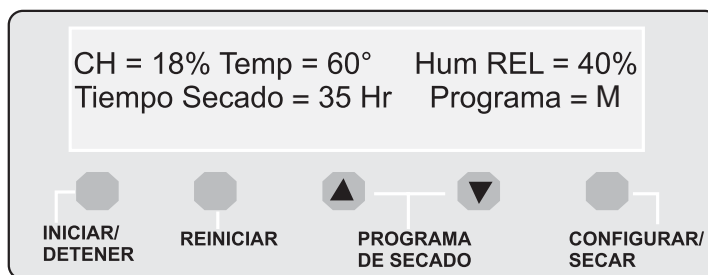 CH = 18% Temp = 60° Hum REL = 40%
Tiempo Secado = 35 Hr Programa = M
INICIAR/
DETENER
REINICIAR
PROGRAMA
DE SECADO
CONFIGURAR/
SECAR